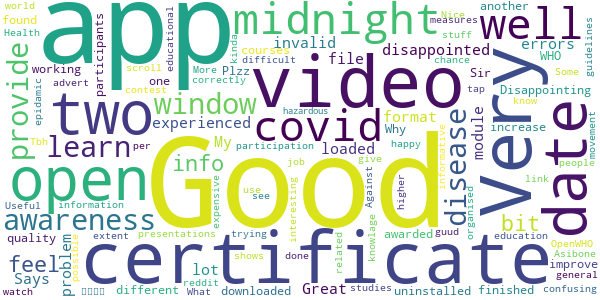 world
found
Health
app
midnight
Nice
measures
stuff
another
WHO
guidelines
well
educational
participants
kinda
More
courses
invalid
disappointed
errors
provide
working
scroll
difficult
Plzz
file
Sir
chance
Disappointing
Some
epidemic
advert
contest
one
correctly
video
tap
know
movement
two
window
experienced
covid
format
module
increase
very
date
learn
per
My
participation
Why
hazardous
disease
people
Tbh
info
job
loaded
happy
give
informative
link
open
Good
use
see
interesting
Against
higher
organised
bit
Useful
information
expensive
knowlage
awareness
education
OpenWHO
Asibone
quality
extent
presentations
trying
awarded
guud
feel
problem
possible
certificate
improve
general
Says
lot
shows
done
related
reddit
Great
studies
watch
different
downloaded
What
uninstalled
finished
confusing